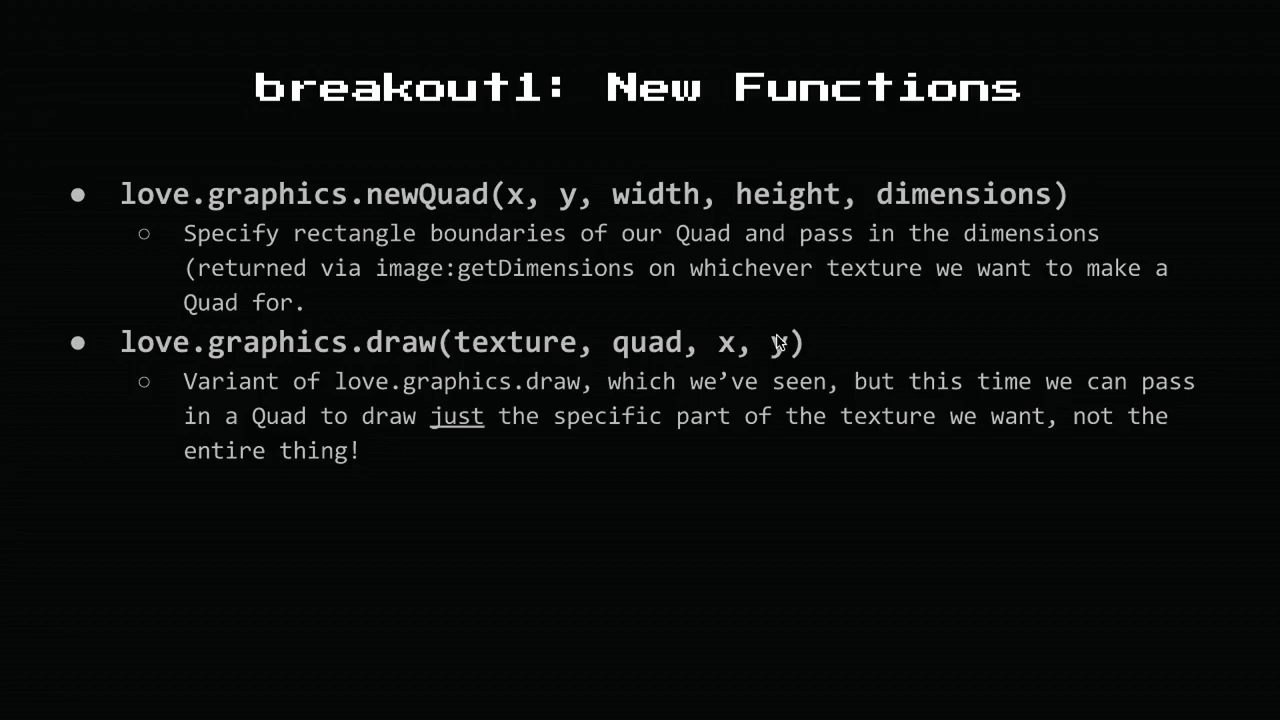 breakout1: New Functions
● love.graphics.newQuad(x, y, width, height, dimensions)
○ Specify rectangle boundaries of our Quad and pass in the dimensions
(returned via image:getDimensions on whichever texture we want to make a
Quad for.
● love.graphics.draw(texture, quad, x, y)
○ Variant of love.graphics.draw, which we’ve seen, but this time we can pass
in a Quad to draw just the specific part of the texture we want, not the
entire thing!